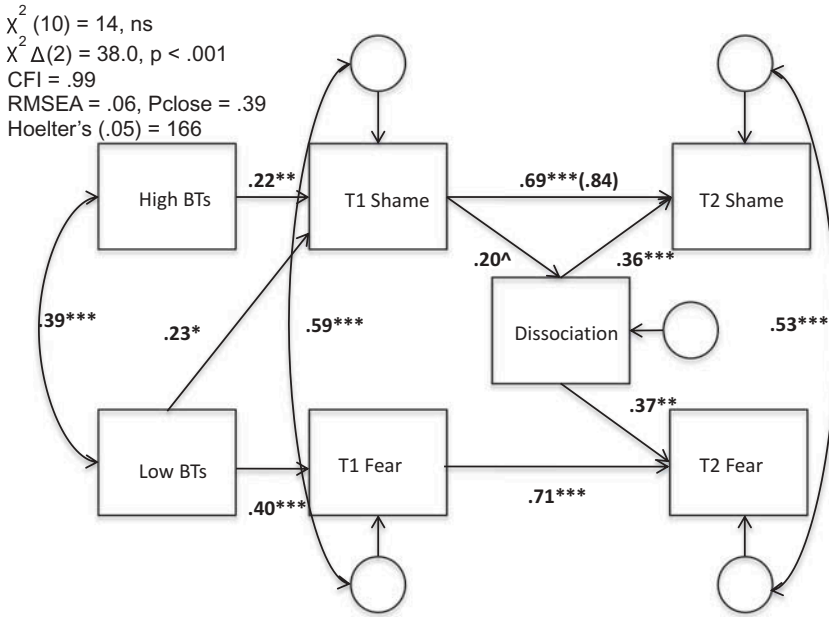 χ² (10) = 14, ns
χ² Δ(2) = 38.0, p < .001
CFI = .99
RMSEA = .06, Pclose = .39
Hoelter's (.05) = 166
High BTs
.22**
T1 Shame
.69***(.84)
T2 Shame
.20^
.36***
.39***
.23*
.59***
Dissociation
.53***
.37**
Low BTs
.40***
T1 Fear
.71***
T2 Fear